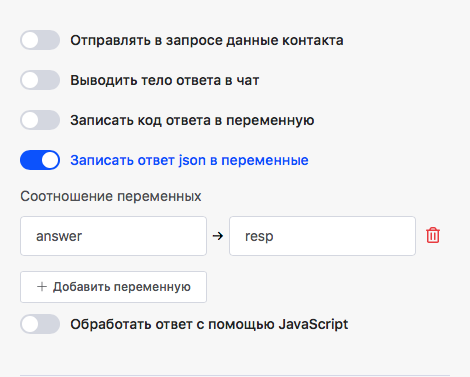 Отправлять в запросе данные контакта
Выводить тело ответа в чат
Записать код ответа в переменную
Записать ответ json в переменные
Соотношение переменных
answer → resp
+ Добавить переменную
Обработать ответ с помощью JavaScript